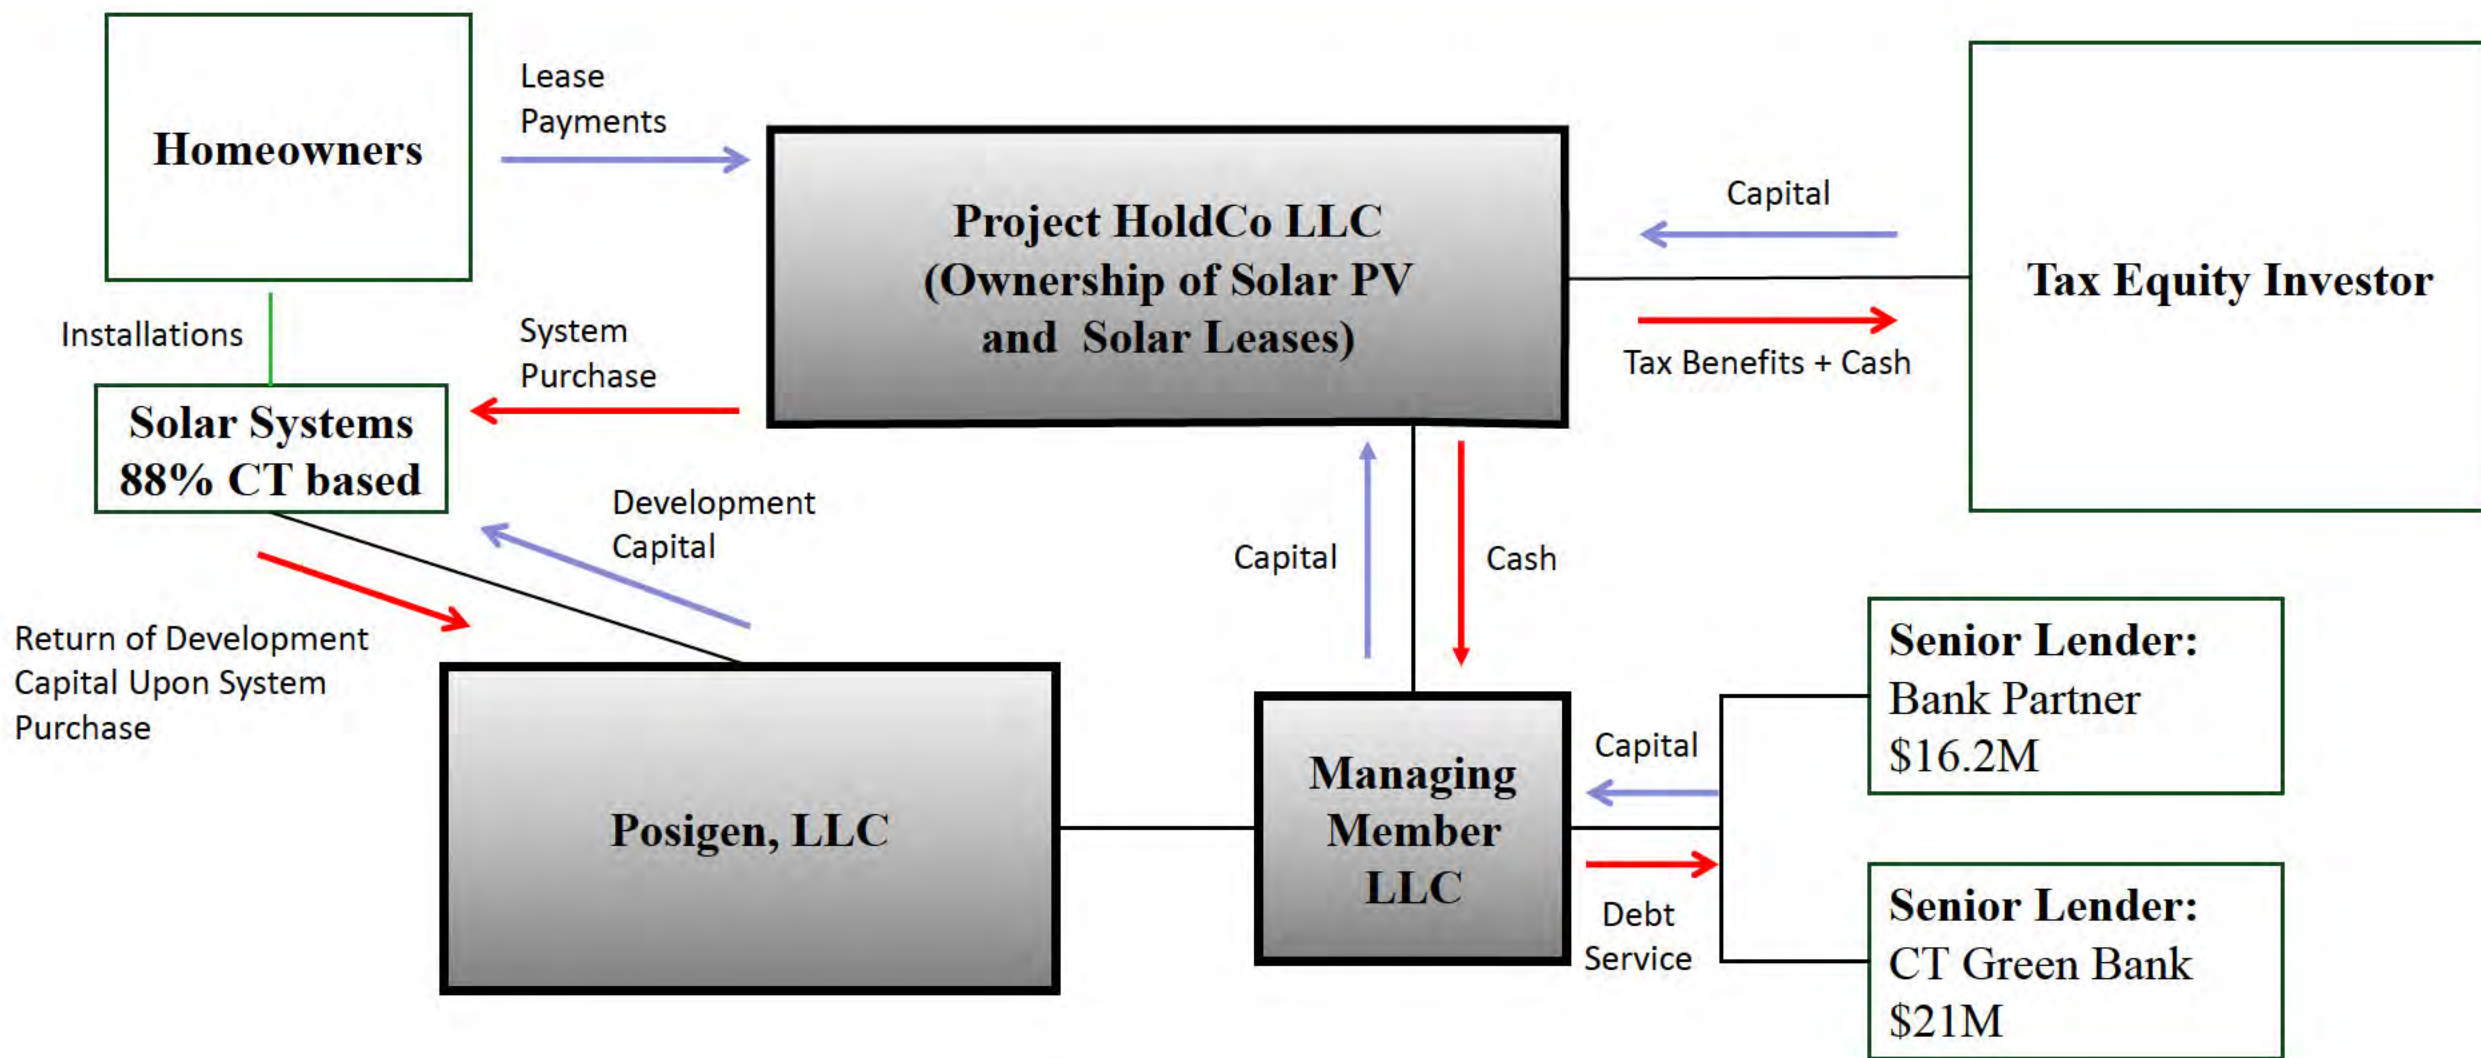 Homeowners
Lease
Payments
Project HoldCo LLC
(Ownership of Solar PV
and Solar Leases)
Capital
Tax Benefits + Cash
Tax Equity Investor
Installations
System
Purchase
Solar Systems
88% CT based
Development
Capital
Return of Development
Capital Upon System
Purchase
Capital
Cash
Posigen, LLC
Managing
Member
LLC
Capital
Debt
Service
Senior Lender:
Bank Partner
$16.2M
Senior Lender:
CT Green Bank
$21M